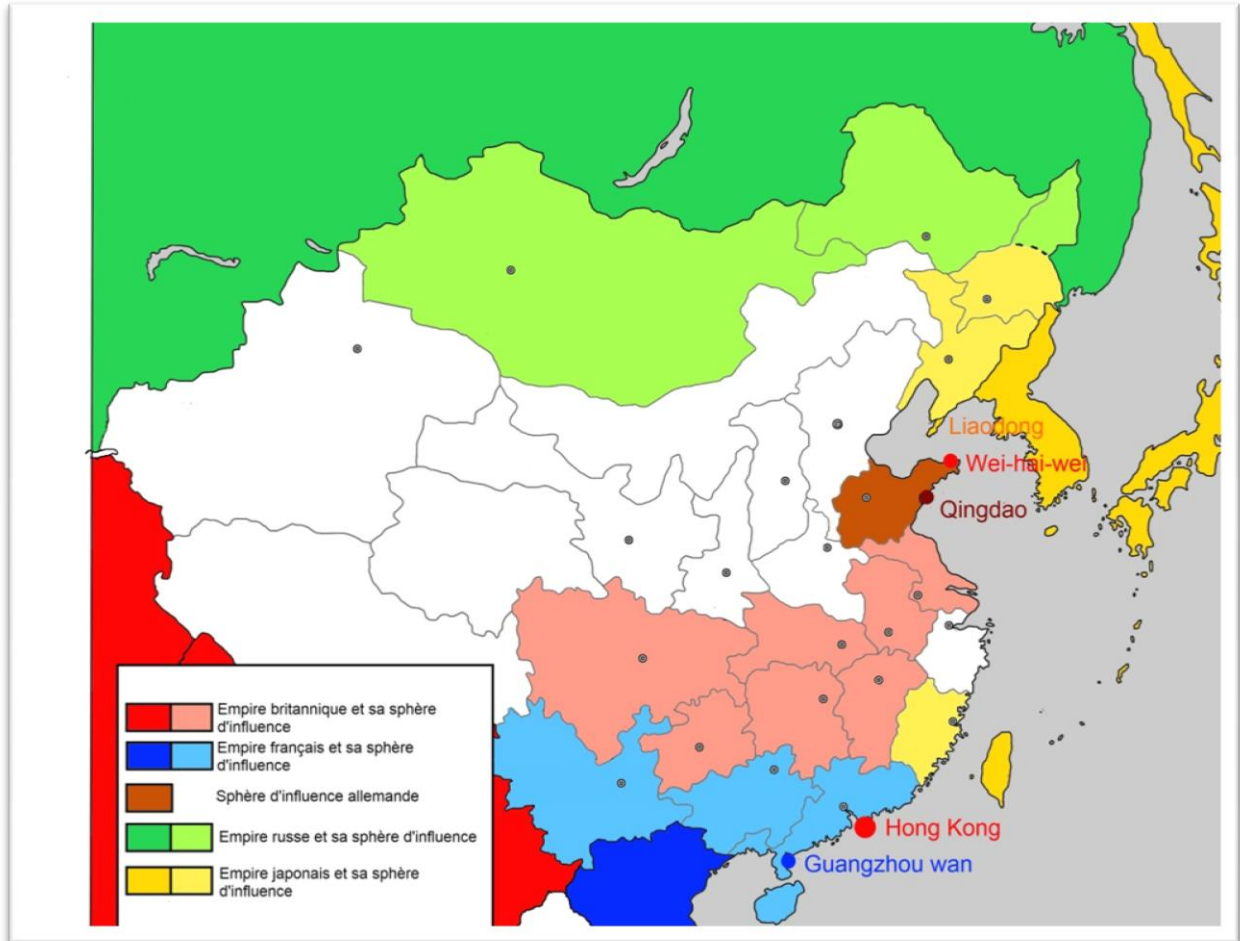 Liaodong
Wei-hai-wei
Qingdao
Empire britannique et sa sphère
d'influence
Empire français et sa sphère
d'influence
Sphère d'influence allemande
Empire russe et sa sphère d'influence
Empire japonais et sa sphère
d'influence
Hong Kong
Guangzhou wan